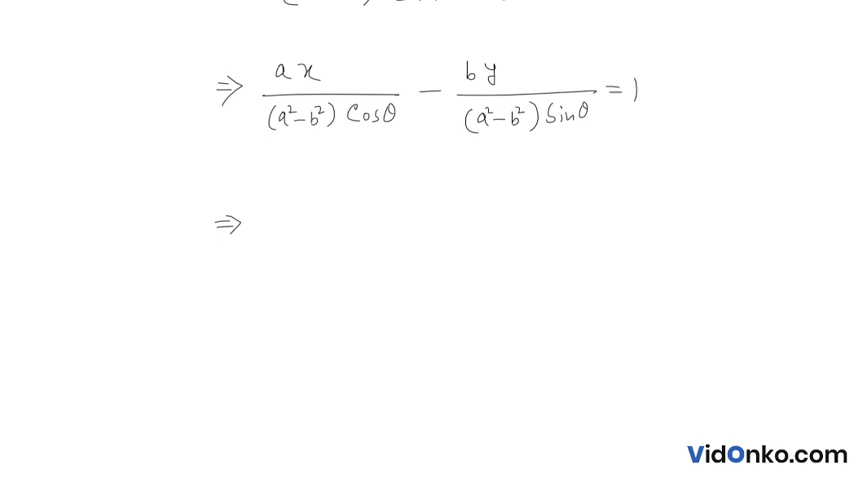 ⇒ ax / (a²-b²) Cosθ - by / (a²-b²) Sinθ = 1
⇒
VidOnko.com